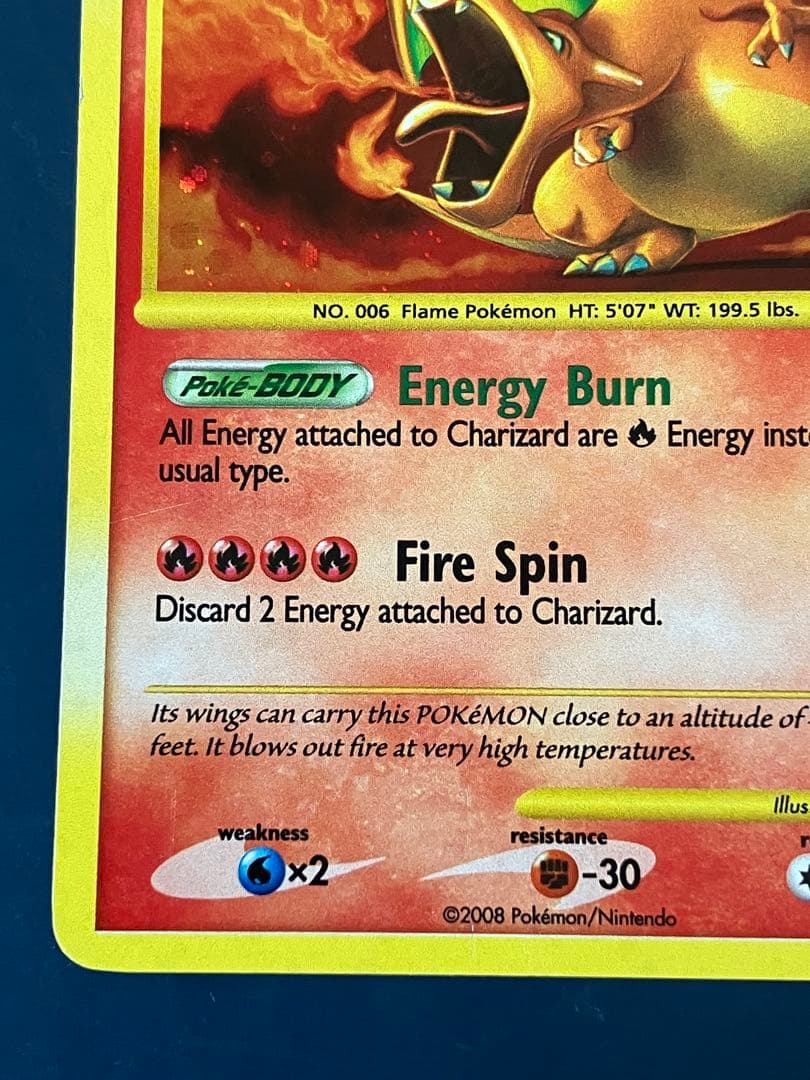 NO. 006 Flame Pokémon HT: 5'07" WT: 199.5 lbs.
Poké-BODY Energy Burn
All Energy attached to Charizard are Energy inst
usual type.
Fire Spin
Discard 2 Energy attached to Charizard.
Its wings can carry this POKéMON close to an altitude of
feet. It blows out fire at very high temperatures.
Illus
weakness resistance r
×2 -30
©2008 Pokémon/Nintendo